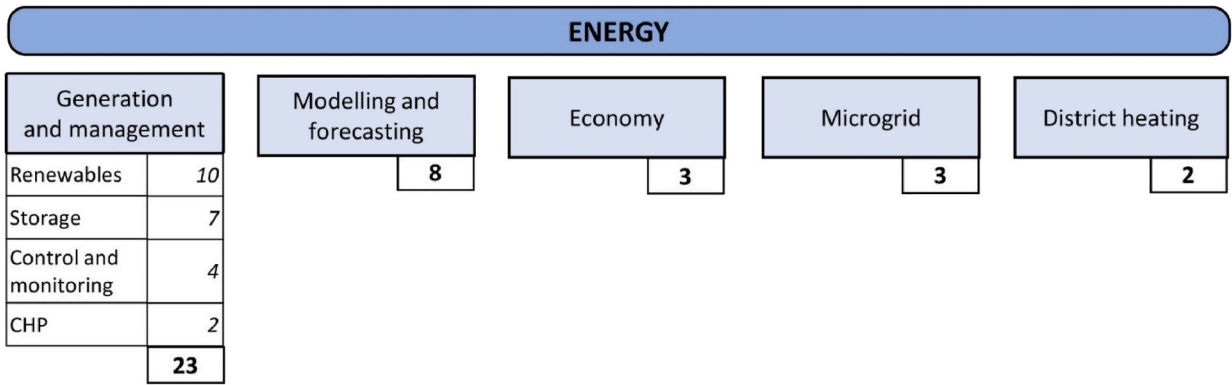 ENERGY
Generation
and management
Renewables 10
Storage 7
Control and
monitoring 4
CHP 2
23
Modelling and
forecasting
8
Economy
3
Microgrid
3
District heating
2